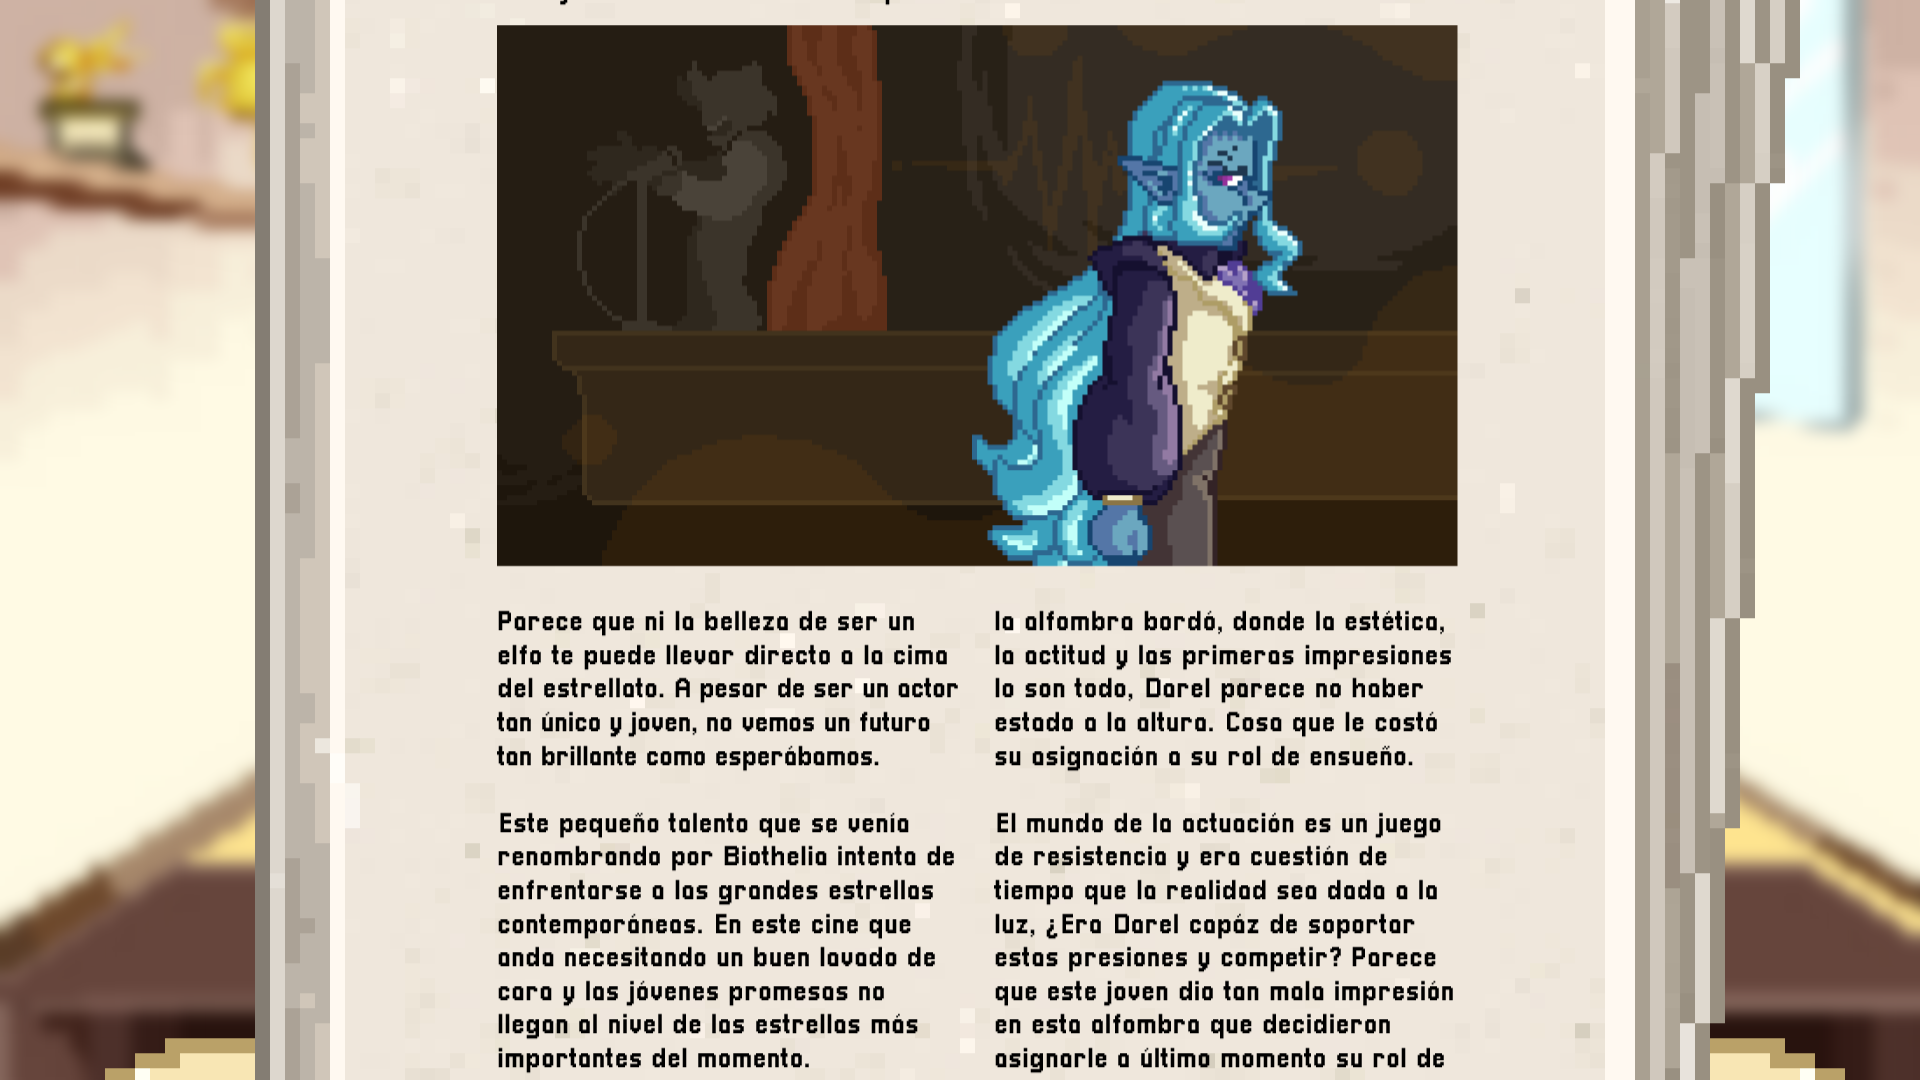 Parece que ni la belleza de ser un
elfo te puede llevar directo a la cima
del estrellato. A pesar de ser un actor
tan único y joven, no vemos un futuro
tan brillante como esperábamos.
Este pequeño talento que se venía
renombrando por Biothelia intenta de
enfrentarse a las grandes estrellas
contemporáneas. En este cine que
anda necesitando un buen lavado de
cara y las jóvenes promesas no
llegan al nivel de las estrellas más
importantes del momento.
la alfombra bordó, donde la estética,
la actitud y las primeras impresiones
lo son todo, Darel parece no haber
estado a la altura. Cosa que le costó
su asignación a su rol de ensueño.
El mundo de la actuación es un juego
de resistencia y era cuestión de
tiempo que la realidad sea dada a la
luz, ¿Era Darel capáz de soportar
estas presiones y competir? Parece
que este joven dio tan mala impresión
en esta alfombra que decidieron
asignarle a último momento su rol de